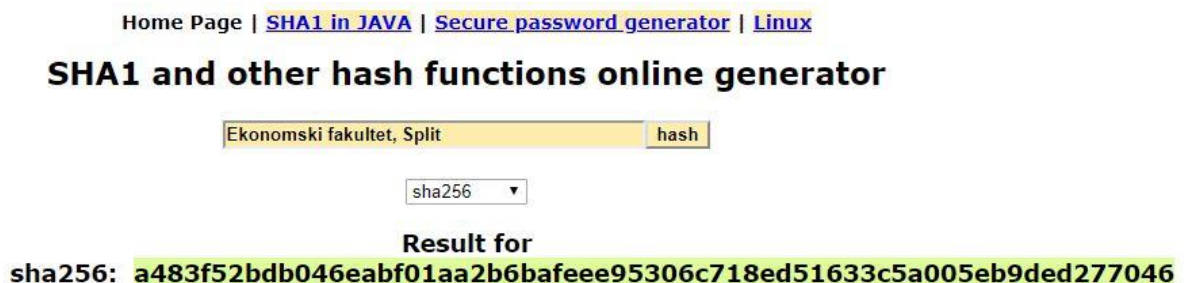 Home Page | SHA1 in JAVA | Secure password generator | Linux
SHA1 and other hash functions online generator
Ekonomski fakultet, Split hash
sha256
Result for
sha256: a483f52bdb046eabf01aa2b6bafeee95306c718ed51633c5a005eb9ded277046